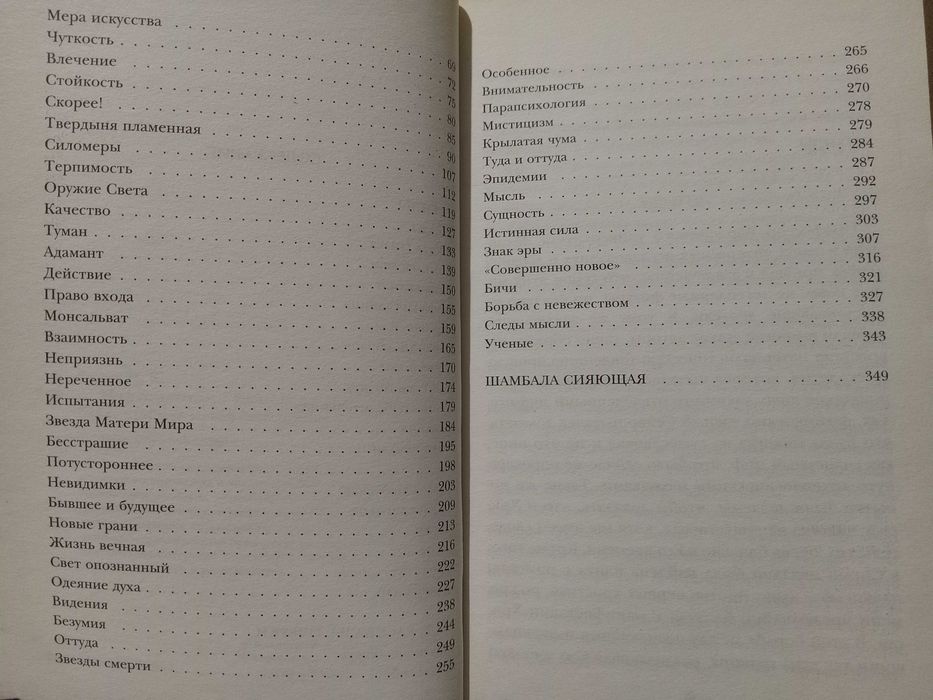 Мера искусства . . . . . 69
Чуткость . . . . . 72
Влечение . . . . . 75
Стойкость . . . . . 80
Скорее! . . . . . 85
Твердыня пламенная . . . . . 90
Силомеры . . . . . 107
Терпимость . . . . . 112
Оружие Света . . . . . 119
Качество . . . . . 127
Туман . . . . . 133
Адамант . . . . . 139
Действие . . . . . 150
Право входа . . . . . 155
Монсальват . . . . . 159
Взаимность . . . . . 165
Неприязнь . . . . . 170
Нереченное . . . . . 174
Испытания . . . . . 179
Звезда Матери Мира . . . . . 184
Бесстрашие . . . . . 195
Потустороннее . . . . . 198
Невидимки . . . . . 203
Бывшее и будущее . . . . . 209
Новые грани . . . . . 213
Жизнь вечная . . . . . 216
Свет опознанный . . . . . 222
Одеяние духа . . . . . 227
Видения . . . . . 238
Безумия . . . . . 244
Оттуда . . . . . 249
Звезды смерти . . . . . 255
Особенное . . . . . 265
Внимательность . . . . . 266
Парапсихология . . . . . 270
Мистицизм . . . . . 278
Крылатая чума . . . . . 279
Туда и оттуда . . . . . 284
Эпидемии . . . . . 287
Мысль . . . . . 292
Сущность . . . . . 297
Истинная сила . . . . . 303
Знак эры . . . . . 307
«Совершенно новое» . . . . . 316
Бичи . . . . . 321
Борьба с невежеством . . . . . 327
Следы мысли . . . . . 338
Ученые . . . . . 343
ШАМБАЛА СИЯЮЩАЯ . . . . . 349